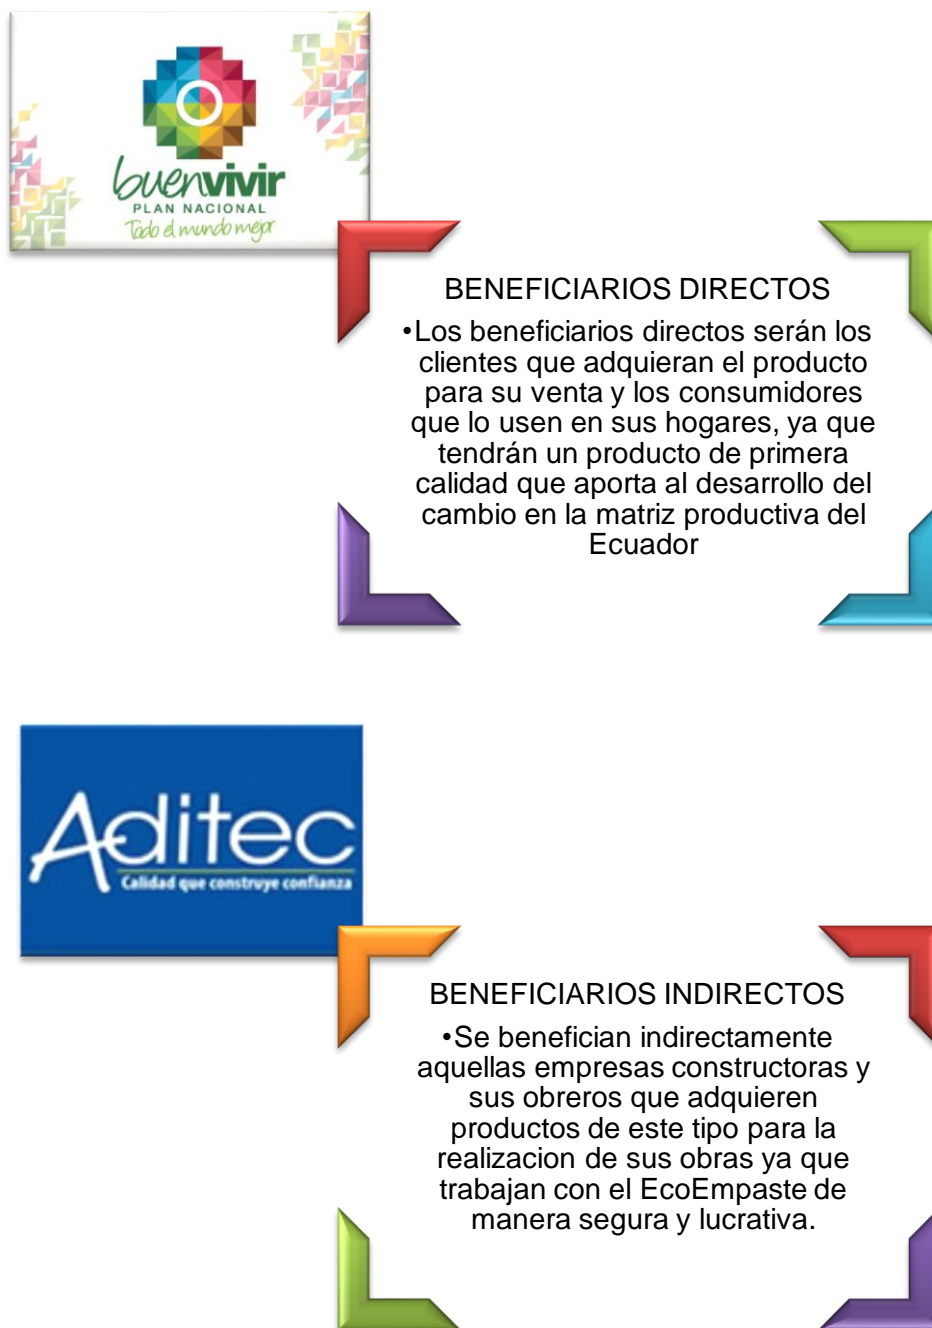 buenvivir
PLAN NACIONAL
Todo el mundo mejor
BENEFICIARIOS DIRECTOS
•Los beneficiarios directos serán los
clientes que adquieran el producto
para su venta y los consumidores
que lo usen en sus hogares, ya que
tendrán un producto de primera
calidad que aporta al desarrollo del
cambio en la matriz productiva del
Ecuador
Aditec
Calidad que construye confianza
BENEFICIARIOS INDIRECTOS
•Se benefician indirectamente
aquellas empresas constructoras y
sus obreros que adquieren
productos de este tipo para la
realizacion de sus obras ya que
trabajan con el EcoEmpaste de
manera segura y lucrativa.